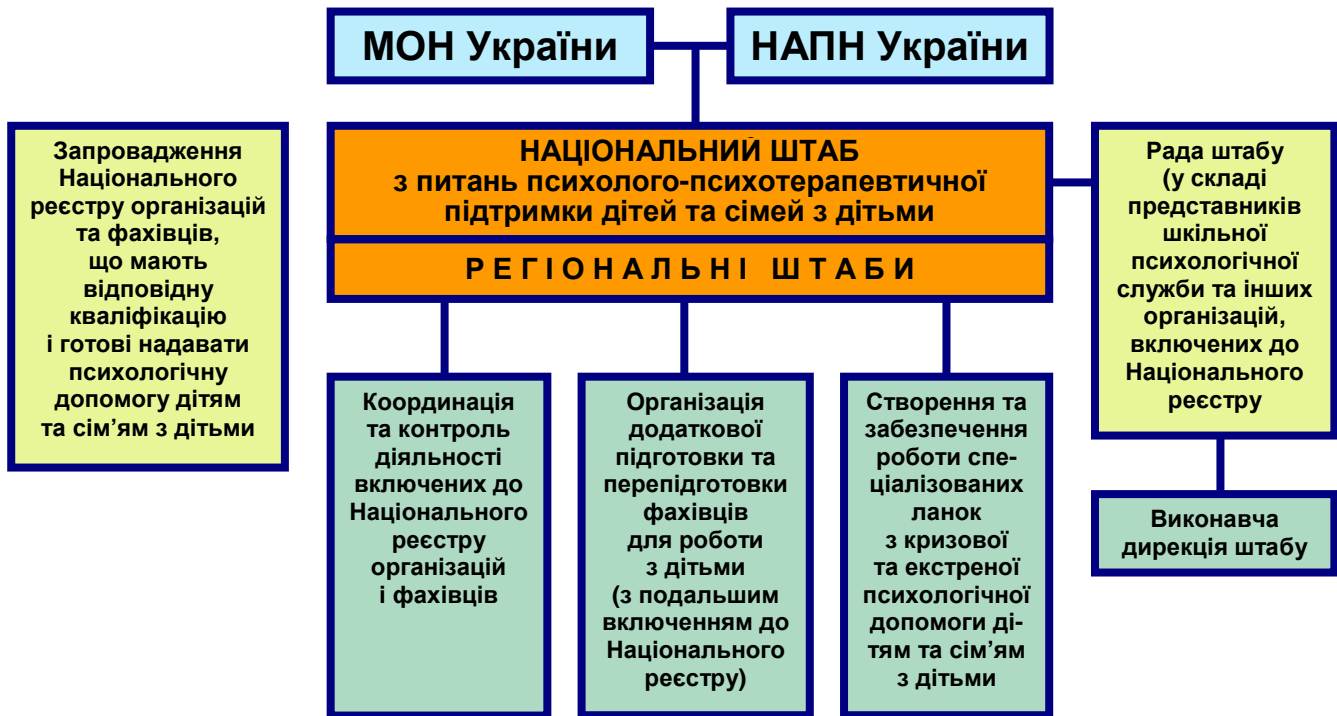 МОН України
НАПН України
Запровадження
Національного
реєстру організацій
та фахівців,
що мають
відповідну
кваліфікацію
і готові надавати
психологічну
допомогу дітям
та сім’ям з дітьми
НАЦІОНАЛЬНИЙ ШТАБ
з питань психолого-психотерапевтичної
підтримки дітей та сімей з дітьми
РЕГІОНАЛЬНІ ШТАБИ
Рада штабу
(у складі
представників
шкільної
психологічної
служби та інших
організацій,
включених до
Національного
реєстру
Координація
та контроль
діяльності
включених до
Національного
реєстру
організацій
і фахівців
Організація
додаткової
підготовки та
перепідготовки
фахівців
для роботи
з дітьми
(з подальшим
включенням до
Національного
реєстру)
Створення та
забезпечення
роботи спе-
ціалізованих
ланок
з кризової
та екстреної
психологічної
допомоги ді-
тям та сім’ям
з дітьми
Виконавча
дирекція штабу